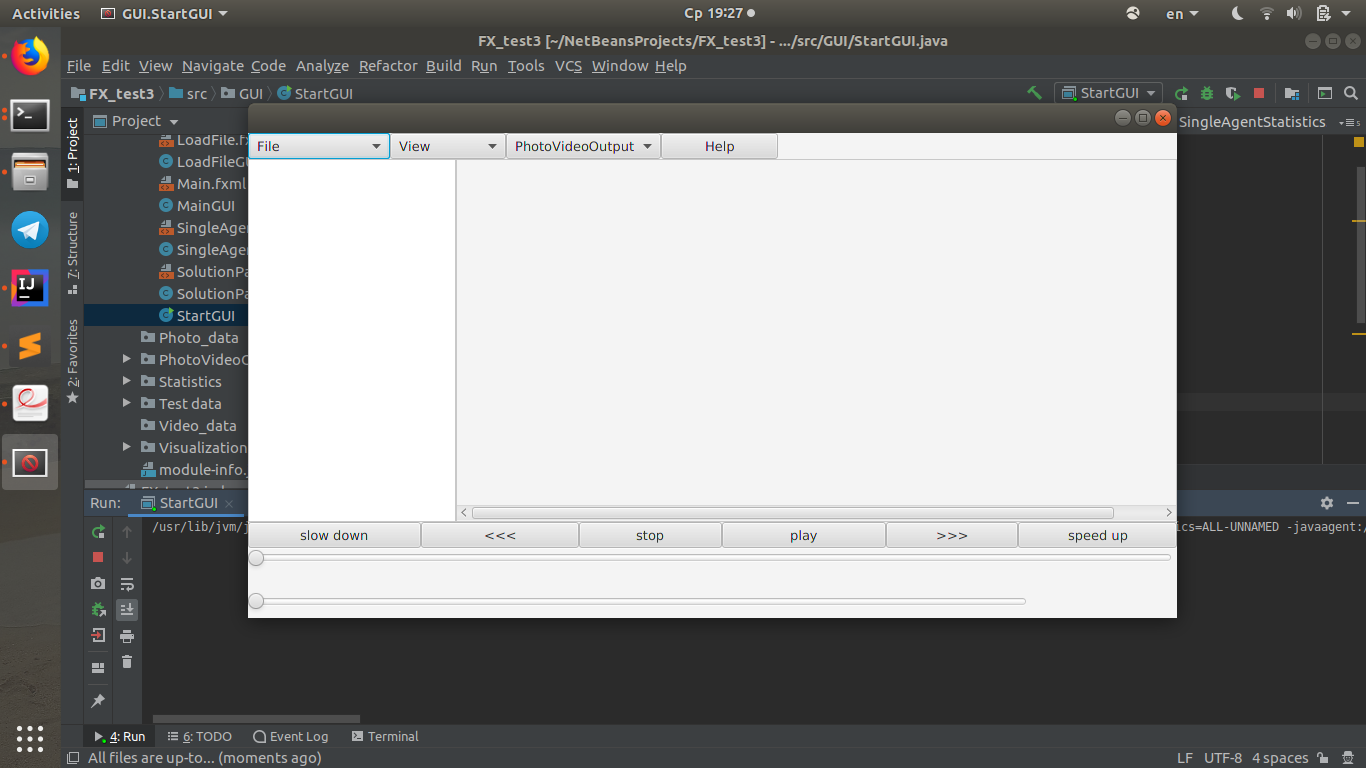 Activities GUI.StartGUI Ср 19:27 en
FX_test3 [~/NetBeansProjects/FX_test3] - .../src/GUI/StartGUI.java
File Edit View Navigate Code Analyze Refactor Build Run Tools VCS Window Help
FX_test3 src GUI StartGUI StartGUI
1: Project
7: Structure
2: Favorites
Project
SingleAgentStatistics
LoadFile.fx
LoadFileGU
Main.fxml
MainGUI
SingleAge
SingleAge
SolutionPa
SolutionPa
StartGUI
Photo_data
PhotoVideoO
Statistics
Test data
Video_data
Visualization
module-info.
File View PhotoVideoOutput Help
slow down <<< stop play >>> speed up
Run: StartGUI
/usr/lib/jvm/j
ics=ALL-UNNAMED -javaagent:/
4: Run 6: TODO Event Log Terminal
All files are up-to... (moments ago) LF UTF-8 4 spaces